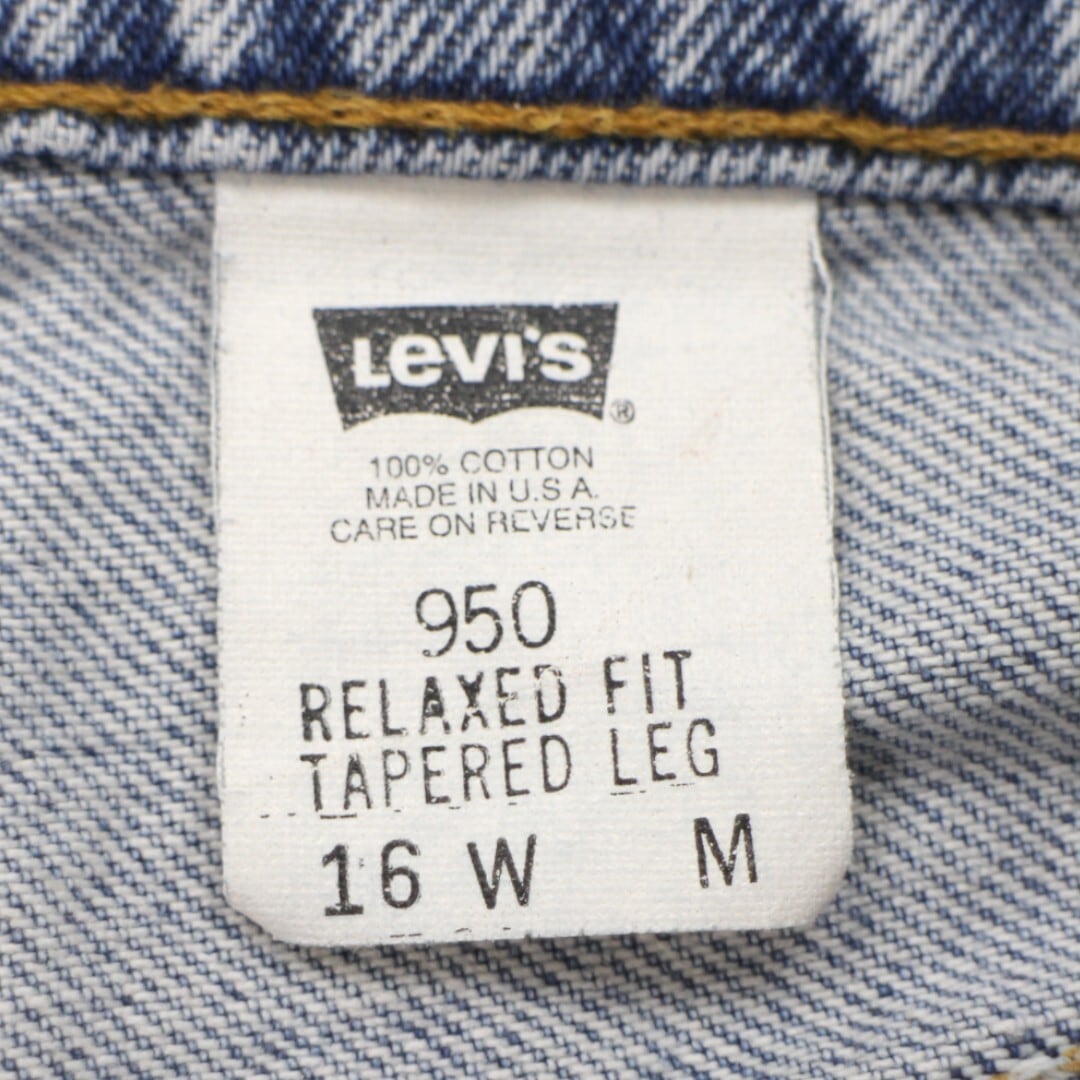 Levi's ®
100% COTTON
MADE IN U.S.A.
CARE ON REVERSE
950
RELAXED FIT
TAPERED LEG
16 W M